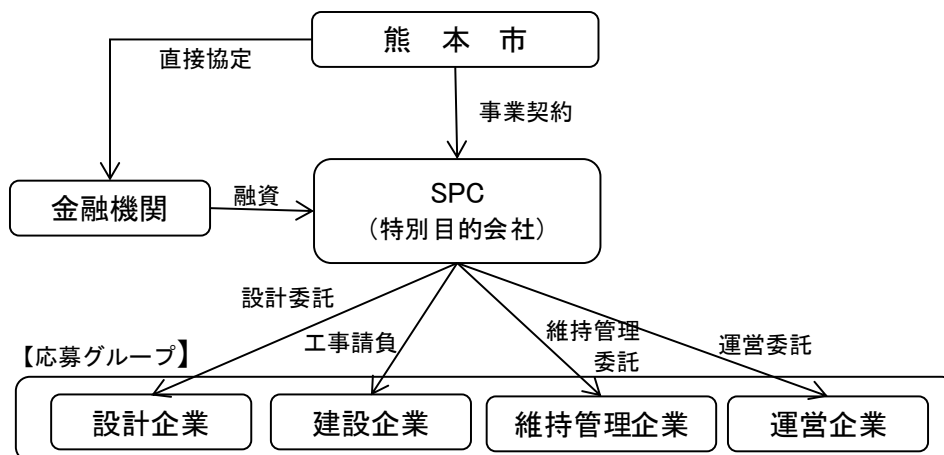 熊 本 市
直接協定
事業契約
金融機関
融資
SPC
（特別目的会社）
設計委託
工事請負
維持管理
委託
運営委託
【応募グループ】
設計企業
建設企業
維持管理企業
運営企業